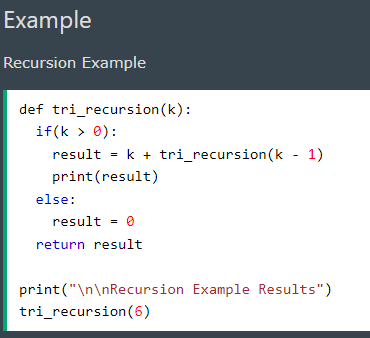 Example
Recursion Example
def tri_recursion(k):
  if(k > 0):
    result = k + tri_recursion(k - 1)
    print(result)
  else:
    result = 0
  return result

print("\n\nRecursion Example Results")
tri_recursion(6)